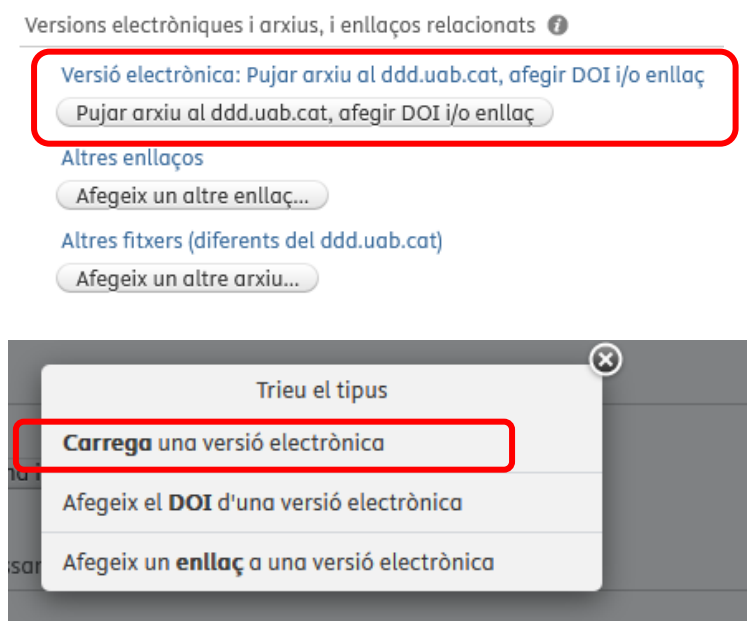 Versions electròniques i arxius, i enllaços relacionats
Versió electrònica: Pujar arxiu al ddd.uab.cat, afegir DOI i/o enllaç
Pujar arxiu al ddd.uab.cat, afegir DOI i/o enllaç
Altres enllaços
Afegeix un altre enllaç...
Altres fitxers (diferents del ddd.uab.cat)
Afegeix un altre arxiu...
Trieu el tipus
Carrega una versió electrònica
Afegeix el DOI d'una versió electrònica
Afegeix un enllaç a una versió electrònica